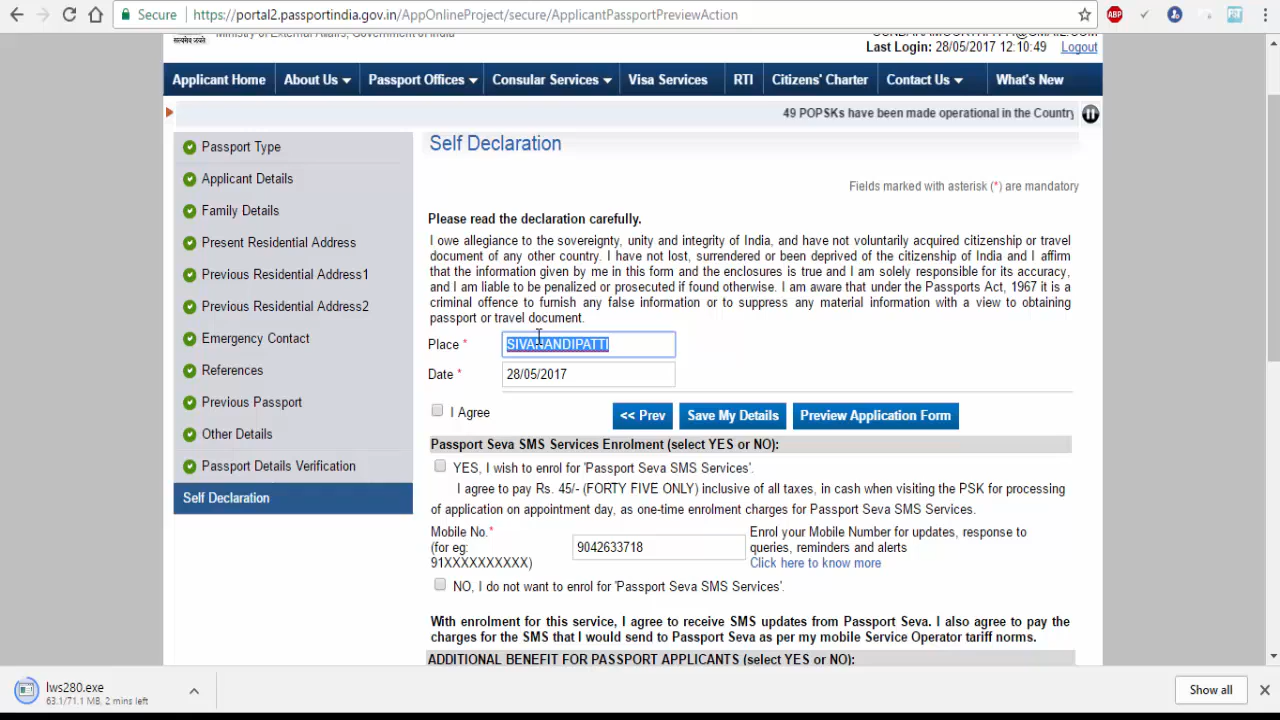 Secure https://portal2.passportindia.gov.in/AppOnlineProject/secure/ApplicantPassportPreviewAction
ABP
Ministry of External Affairs, Government of India
Last Login: 28/05/2017 12:10:49 Logout
Applicant Home About Us Passport Offices Consular Services Visa Services RTI Citizens' Charter Contact Us What's New
49 POPSKs have been made operational in the Country
Passport Type
Applicant Details
Family Details
Present Residential Address
Previous Residential Address1
Previous Residential Address2
Emergency Contact
References
Previous Passport
Other Details
Passport Details Verification
Self Declaration
Self Declaration
Fields marked with asterisk (*) are mandatory
Please read the declaration carefully.
I owe allegiance to the sovereignty, unity and integrity of India, and have not voluntarily acquired citizenship or travel
document of any other country. I have not lost, surrendered or been deprived of the citizenship of India and I affirm
that the information given by me in this form and the enclosures is true and I am solely responsible for its accuracy,
and I am liable to be penalized or prosecuted if found otherwise. I am aware that under the Passports Act, 1967 it is a
criminal offence to furnish any false information or to suppress any material information with a view to obtaining
passport or travel document.
Place * SIVANANDIPATTI
Date * 28/05/2017
I Agree << Prev Save My Details Preview Application Form
Passport Seva SMS Services Enrolment (select YES or NO):
YES, I wish to enrol for 'Passport Seva SMS Services'.
I agree to pay Rs. 45/- (FORTY FIVE ONLY) inclusive of all taxes, in cash when visiting the PSK for processing
of application on appointment day, as one-time enrolment charges for Passport Seva SMS Services.
Mobile No.*
(for eg:
91XXXXXXXXXX)
9042633718
Enrol your Mobile Number for updates, response to
queries, reminders and alerts
Click here to know more
NO, I do not want to enrol for 'Passport Seva SMS Services'.
With enrolment for this service, I agree to receive SMS updates from Passport Seva. I also agree to pay the
charges for the SMS that I would send to Passport Seva as per my mobile Service Operator tariff norms.
ADDITIONAL BENEFIT FOR PASSPORT APPLICANTS (select YES or NO):
lws280.exe
63.1/71.1 MB, 2 mins left
Show all